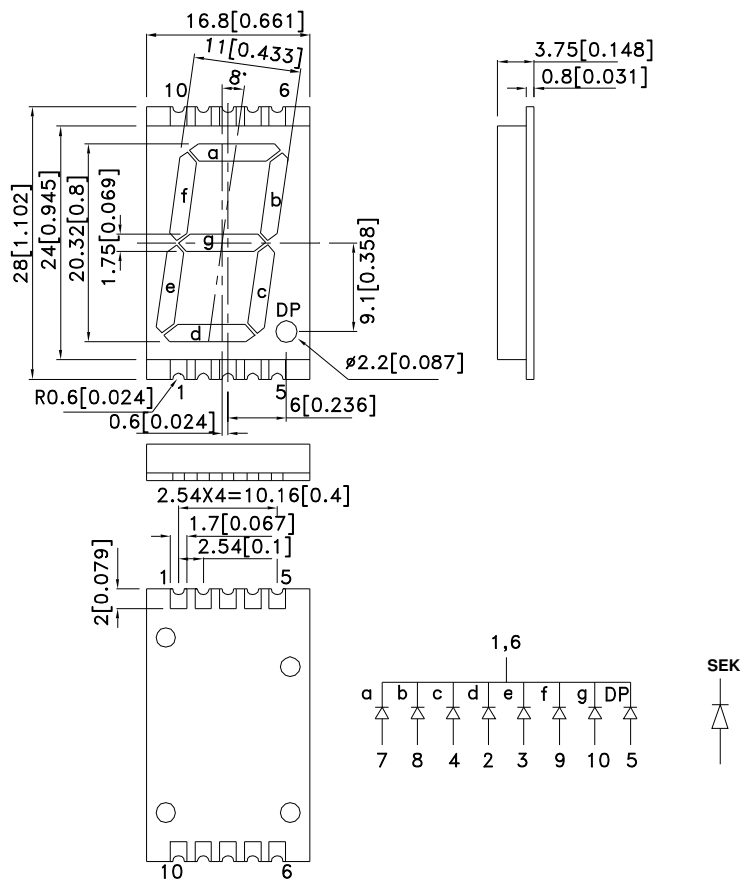 16.8[0.661]
11[0.433]
8°
10
6
3.75[0.148]
0.8[0.031]
28[1.102]
24[0.945]
20.32[0.8]
1.75[0.069]
a
f
b
g
e
c
d
DP
9.1[0.358]
ø2.2[0.087]
R0.6[0.024]
1
5
6[0.236]
0.6[0.024]
2.54X4=10.16[0.4]
1.7[0.067]
2.54[0.1]
1
5
2[0.079]
10
6
1,6
a b c d e f g DP
7 8 4 2 3 9 10 5
SEK